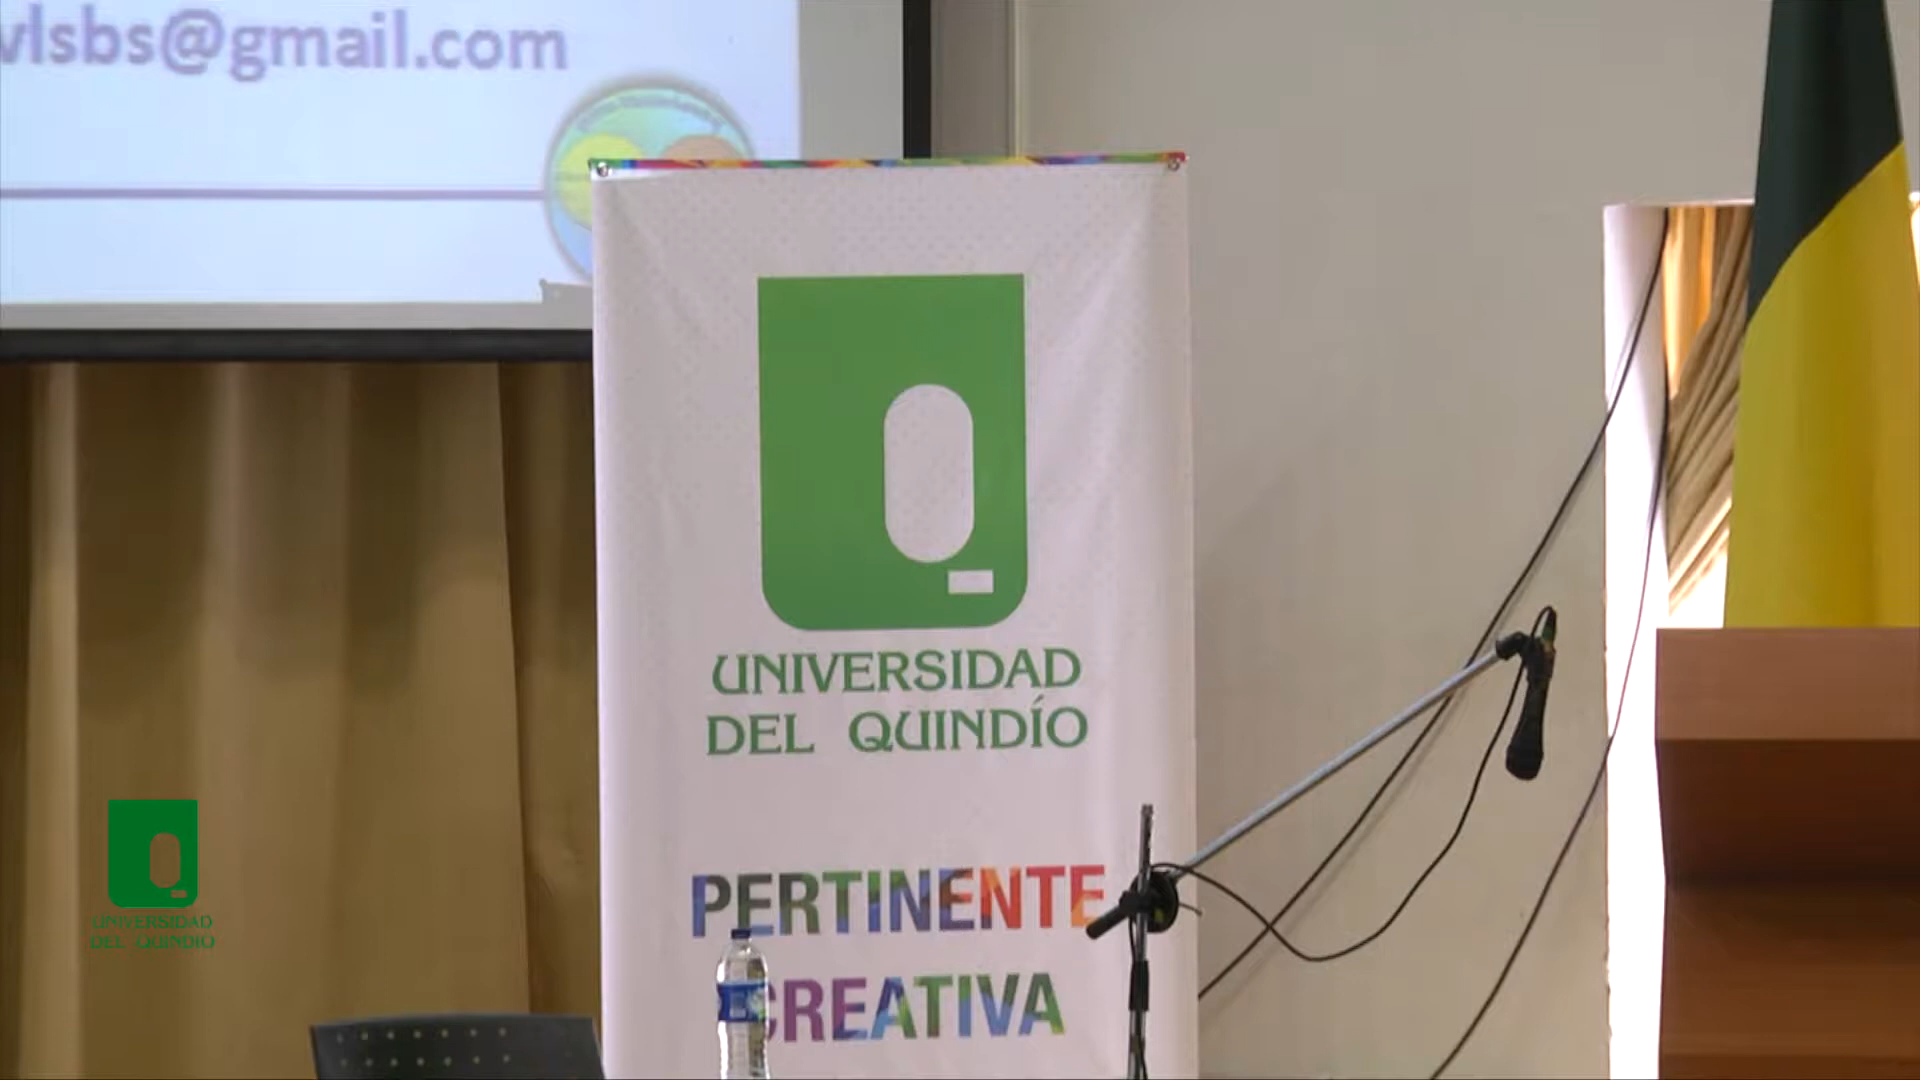 vlsbs@gmail.com
UNIVERSIDAD
DEL QUINDÍO
PERTINENTE
CREATIVA
UNIVERSIDAD
DEL QUINDÍO